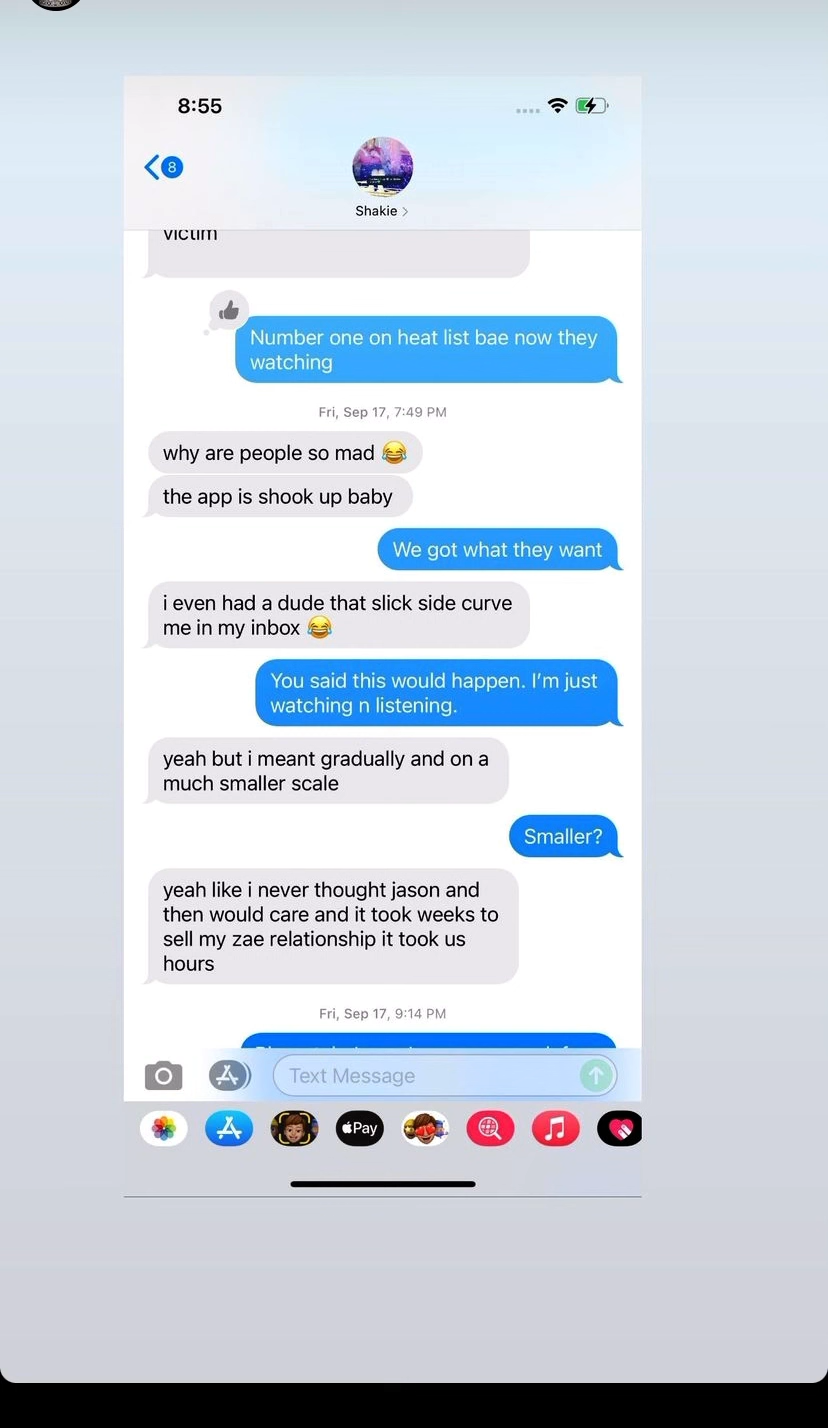 8:55
8
Shakie
victim
Number one on heat list bae now they
watching
Fri, Sep 17, 7:49 PM
why are people so mad 😂
the app is shook up baby
We got what they want
i even had a dude that slick side curve
me in my inbox 😂
You said this would happen. I'm just
watching n listening.
yeah but i meant gradually and on a
much smaller scale
Smaller?
yeah like i never thought jason and
then would care and it took weeks to
sell my zae relationship it took us
hours
Fri, Sep 17, 9:14 PM
Text Message
Pay